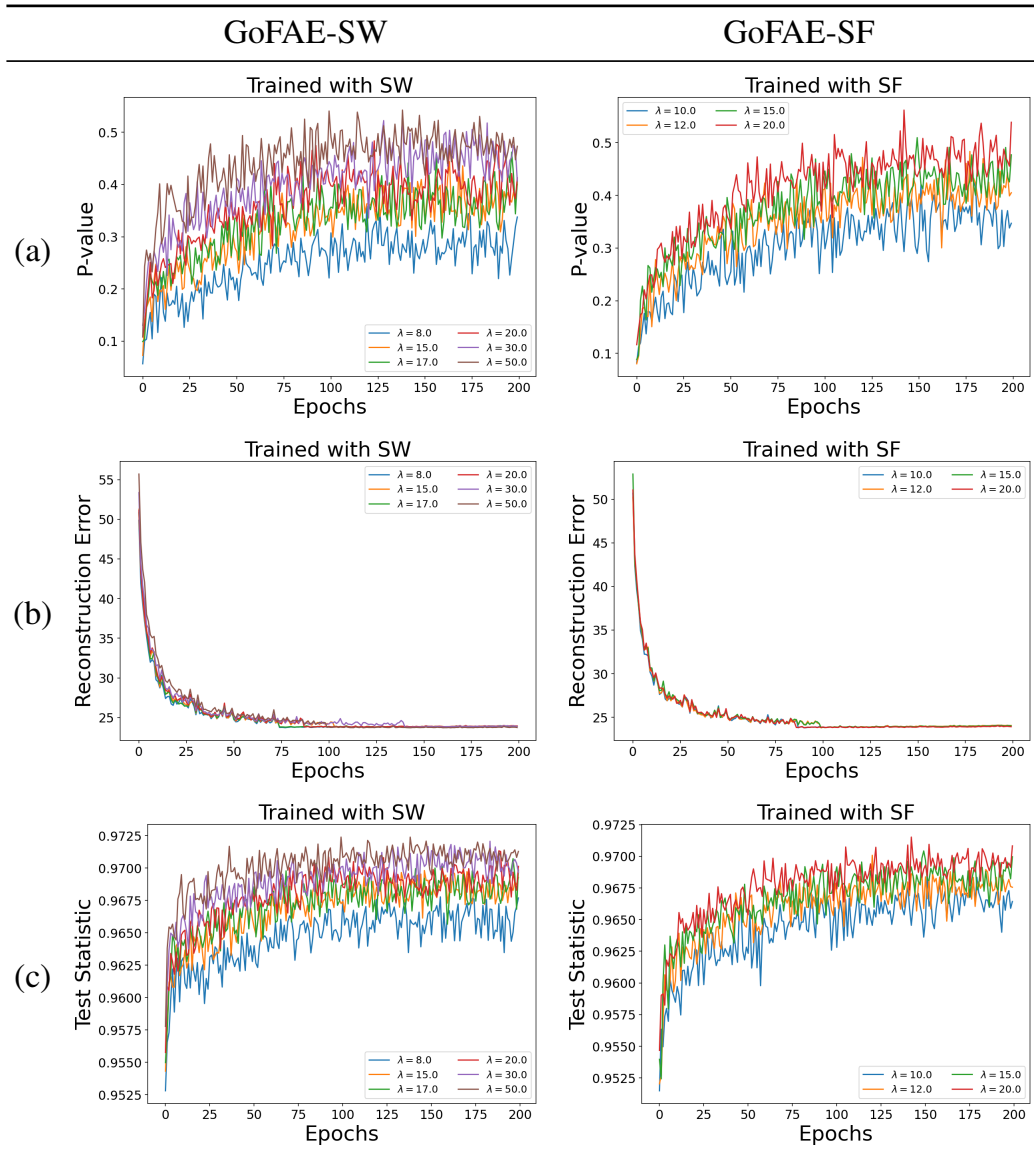 GoFAE-SW GoFAE-SF
(a)
Trained with SW
P-value
0.5
0.4
0.3
0.2
0.1
λ = 8.0 λ = 20.0
λ = 15.0 λ = 30.0
λ = 17.0 λ = 50.0
0 25 50 75 100 125 150 175 200
Epochs
Trained with SF
P-value
0.5
0.4
0.3
0.2
0.1
λ = 10.0 λ = 15.0
λ = 12.0 λ = 20.0
0 25 50 75 100 125 150 175 200
Epochs
(b)
Trained with SW
Reconstruction Error
55
50
45
40
35
30
25
λ = 8.0 λ = 20.0
λ = 15.0 λ = 30.0
λ = 17.0 λ = 50.0
0 25 50 75 100 125 150 175 200
Epochs
Trained with SF
Reconstruction Error
50
45
40
35
30
25
λ = 10.0 λ = 15.0
λ = 12.0 λ = 20.0
0 25 50 75 100 125 150 175 200
Epochs
(c)
Trained with SW
Test Statistic
0.9725
0.9700
0.9675
0.9650
0.9625
0.9600
0.9575
0.9550
0.9525
λ = 8.0 λ = 20.0
λ = 15.0 λ = 30.0
λ = 17.0 λ = 50.0
0 25 50 75 100 125 150 175 200
Epochs
Trained with SF
Test Statistic
0.9725
0.9700
0.9675
0.9650
0.9625
0.9600
0.9575
0.9550
0.9525
λ = 10.0 λ = 15.0
λ = 12.0 λ = 20.0
0 25 50 75 100 125 150 175 200
Epochs